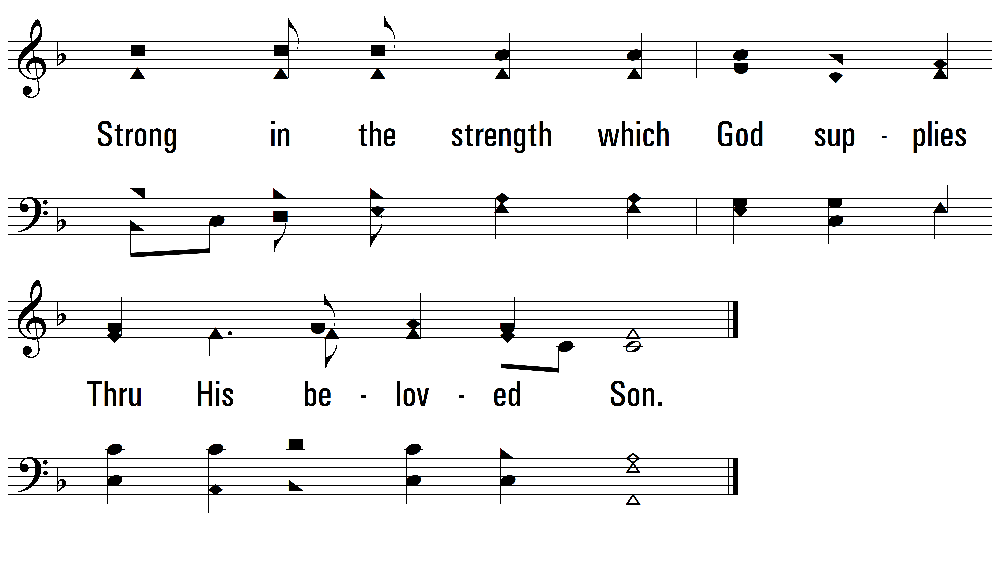 Strong in the strength which God sup - plies
Thru His be - lov - ed Son.